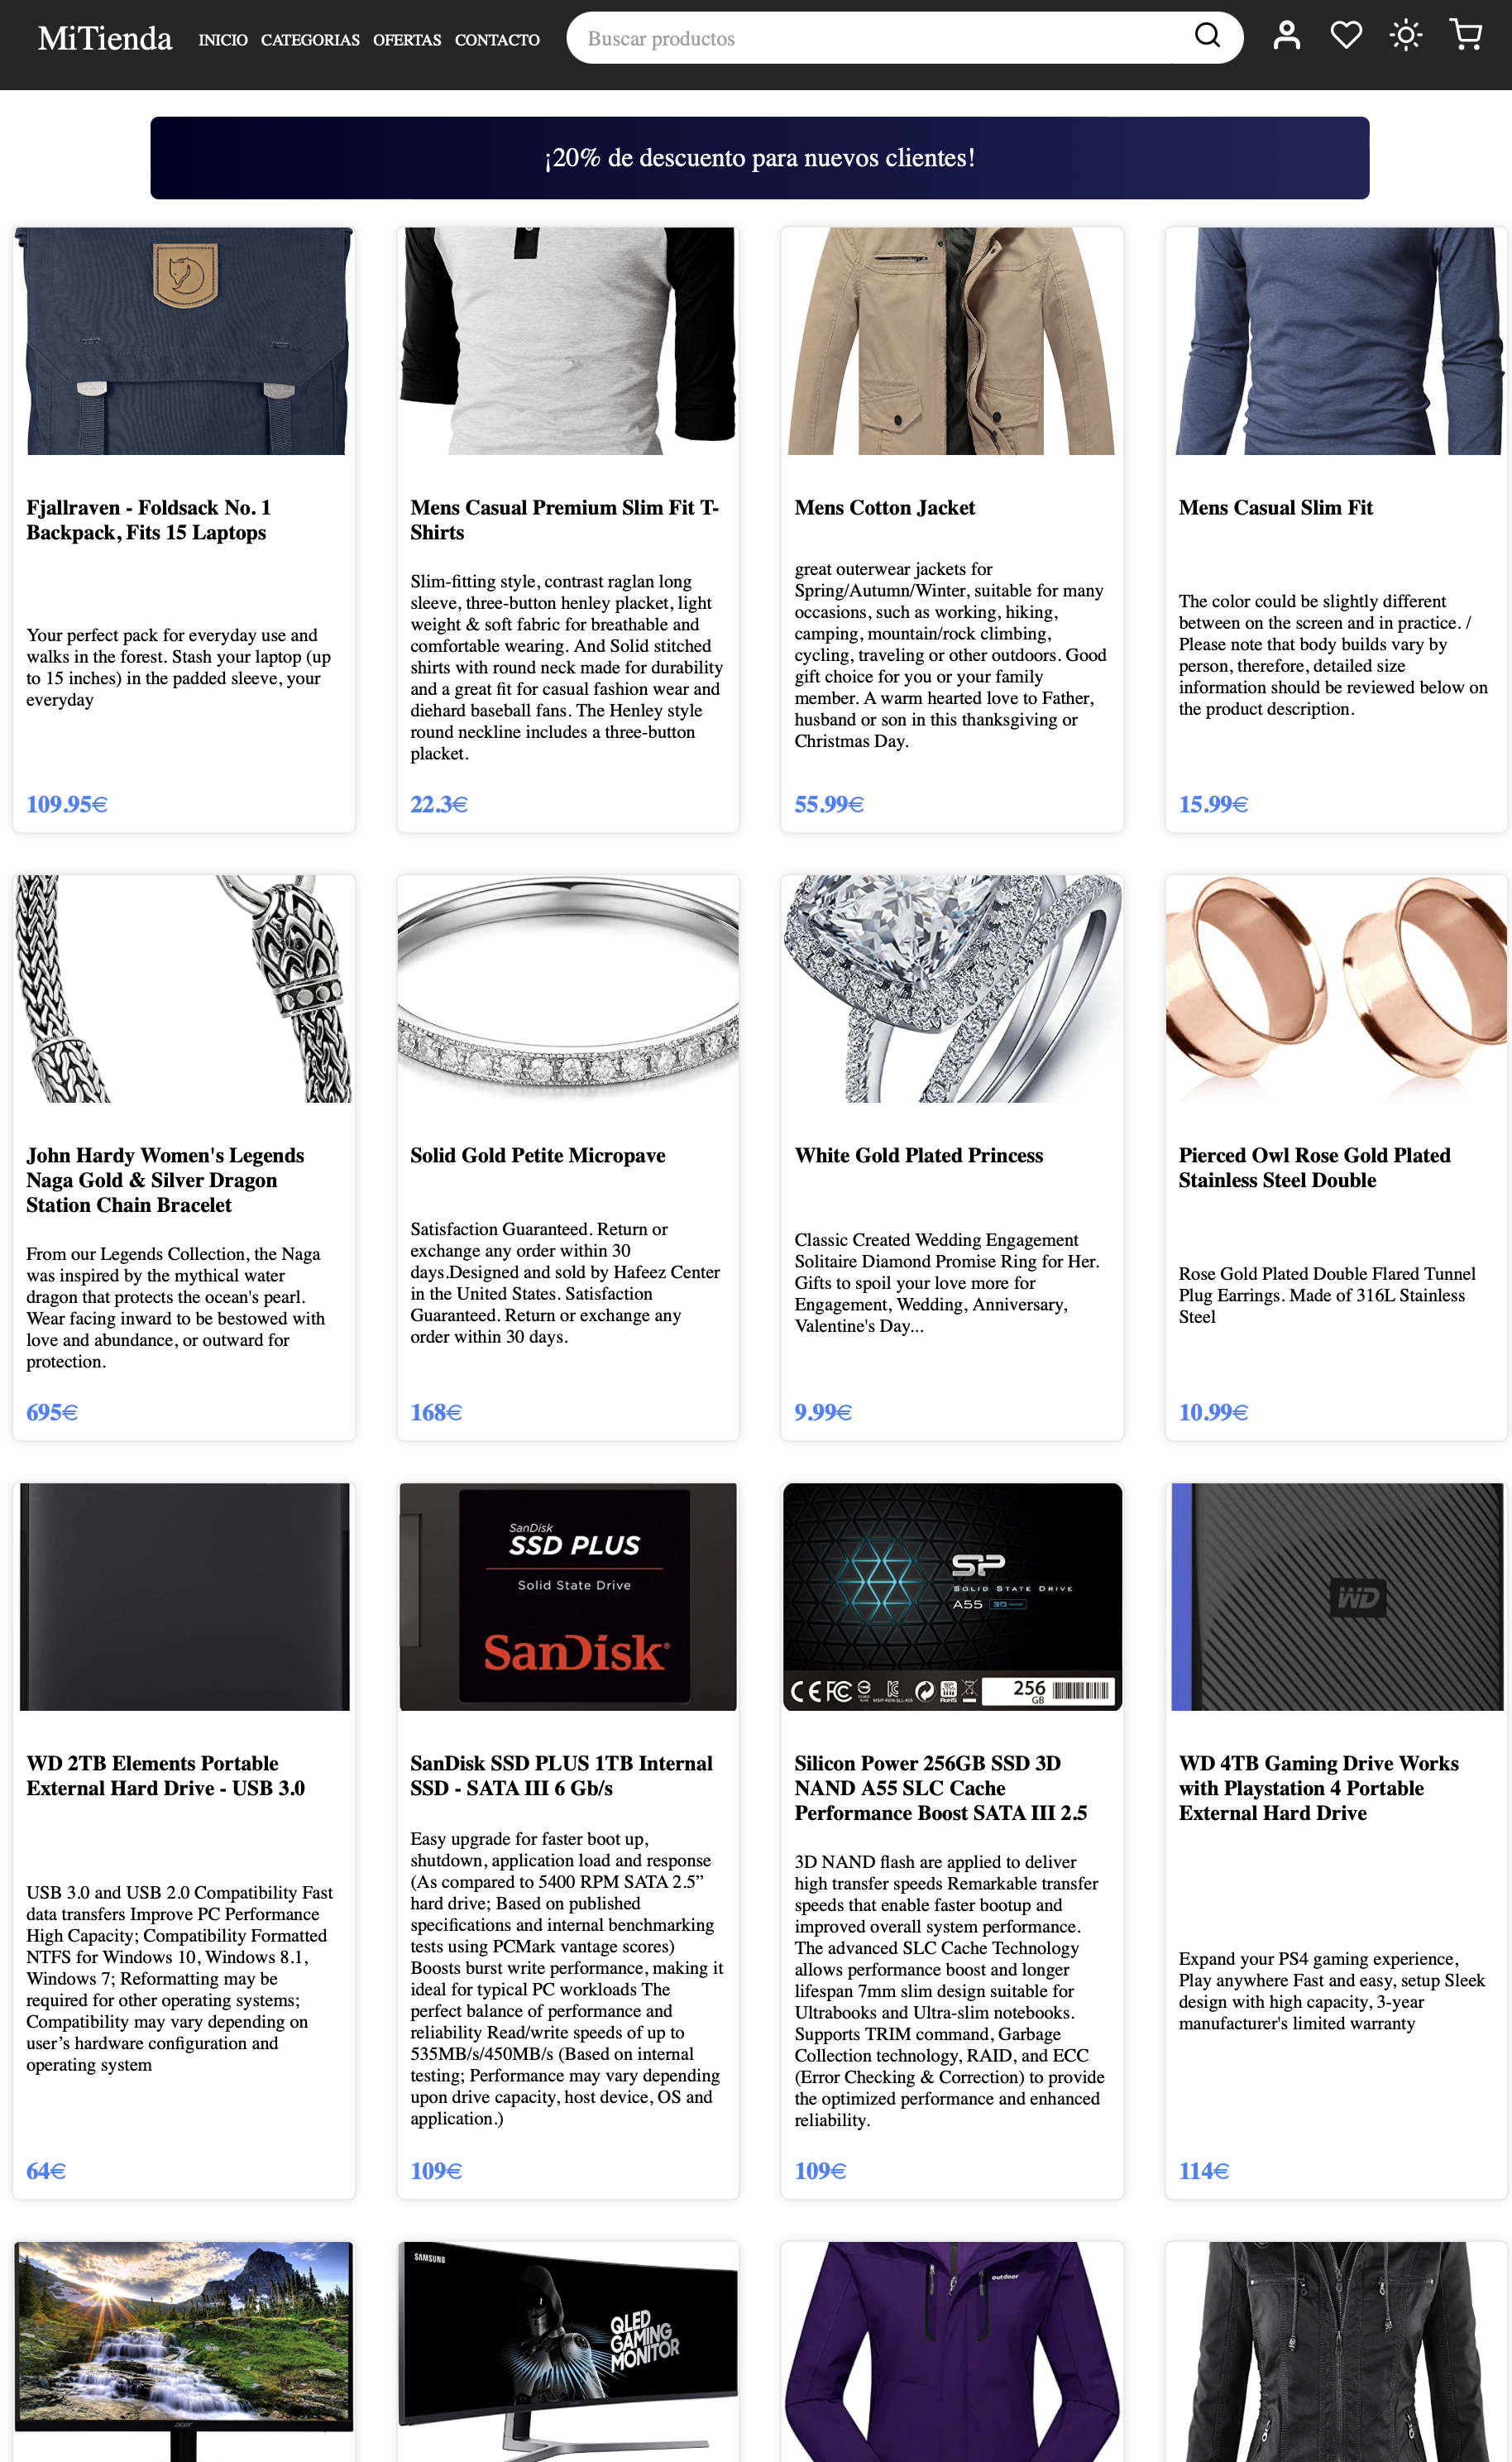 MiTienda
INICIO CATEGORIAS OFERTAS CONTACTO
Buscar productos
¡20% de descuento para nuevos clientes!
Fjallraven - Foldsack No. 1
Backpack, Fits 15 Laptops
Your perfect pack for everyday use and
walks in the forest. Stash your laptop (up
to 15 inches) in the padded sleeve, your
everyday
109.95€
Mens Casual Premium Slim Fit T-
Shirts
Slim-fitting style, contrast raglan long
sleeve, three-button henley placket, light
weight & soft fabric for breathable and
comfortable wearing. And Solid stitched
shirts with round neck made for durability
and a great fit for casual fashion wear and
diehard baseball fans. The Henley style
round neckline includes a three-button
placket.
22.3€
Mens Cotton Jacket
great outerwear jackets for
Spring/Autumn/Winter, suitable for many
occasions, such as working, hiking,
camping, mountain/rock climbing,
cycling, traveling or other outdoors. Good
gift choice for you or your family
member. A warm hearted love to Father,
husband or son in this thanksgiving or
Christmas Day.
55.99€
Mens Casual Slim Fit
The color could be slightly different
between on the screen and in practice. /
Please note that body builds vary by
person, therefore, detailed size
information should be reviewed below on
the product description.
15.99€
John Hardy Women's Legends
Naga Gold & Silver Dragon
Station Chain Bracelet
From our Legends Collection, the Naga
was inspired by the mythical water
dragon that protects the ocean's pearl.
Wear facing inward to be bestowed with
love and abundance, or outward for
protection.
695€
Solid Gold Petite Micropave
Satisfaction Guaranteed. Return or
exchange any order within 30
days.Designed and sold by Hafeez Center
in the United States. Satisfaction
Guaranteed. Return or exchange any
order within 30 days.
168€
White Gold Plated Princess
Classic Created Wedding Engagement
Solitaire Diamond Promise Ring for Her.
Gifts to spoil your love more for
Engagement, Wedding, Anniversary,
Valentine's Day...
9.99€
Pierced Owl Rose Gold Plated
Stainless Steel Double
Rose Gold Plated Double Flared Tunnel
Plug Earrings. Made of 316L Stainless
Steel
10.99€
WD 2TB Elements Portable
External Hard Drive - USB 3.0
USB 3.0 and USB 2.0 Compatibility Fast
data transfers Improve PC Performance
High Capacity; Compatibility Formatted
NTFS for Windows 10, Windows 8.1,
Windows 7; Reformatting may be
required for other operating systems;
Compatibility may vary depending on
user’s hardware configuration and
operating system
64€
SanDisk
SSD PLUS
Solid State Drive
SanDisk®
SanDisk SSD PLUS 1TB Internal
SSD - SATA III 6 Gb/s
Easy upgrade for faster boot up,
shutdown, application load and response
(As compared to 5400 RPM SATA 2.5”
hard drive; Based on published
specifications and internal benchmarking
tests using PCMark vantage scores)
Boosts burst write performance, making it
ideal for typical PC workloads The
perfect balance of performance and
reliability Read/write speeds of up to
535MB/s/450MB/s (Based on internal
testing; Performance may vary depending
upon drive capacity, host device, OS and
application.)
109€
SP
SOLID STATE DRIVE
A55
CE FC
RoHS
256
GB
Silicon Power 256GB SSD 3D
NAND A55 SLC Cache
Performance Boost SATA III 2.5
3D NAND flash are applied to deliver
high transfer speeds Remarkable transfer
speeds that enable faster bootup and
improved overall system performance.
The advanced SLC Cache Technology
allows performance boost and longer
lifespan 7mm slim design suitable for
Ultrabooks and Ultra-slim notebooks.
Supports TRIM command, Garbage
Collection technology, RAID, and ECC
(Error Checking & Correction) to provide
the optimized performance and enhanced
reliability.
109€
WD
WD 4TB Gaming Drive Works
with Playstation 4 Portable
External Hard Drive
Expand your PS4 gaming experience,
Play anywhere Fast and easy, setup Sleek
design with high capacity, 3-year
manufacturer's limited warranty
114€
acer
SAMSUNG
QLED
GAMING
MONITOR
outdoor